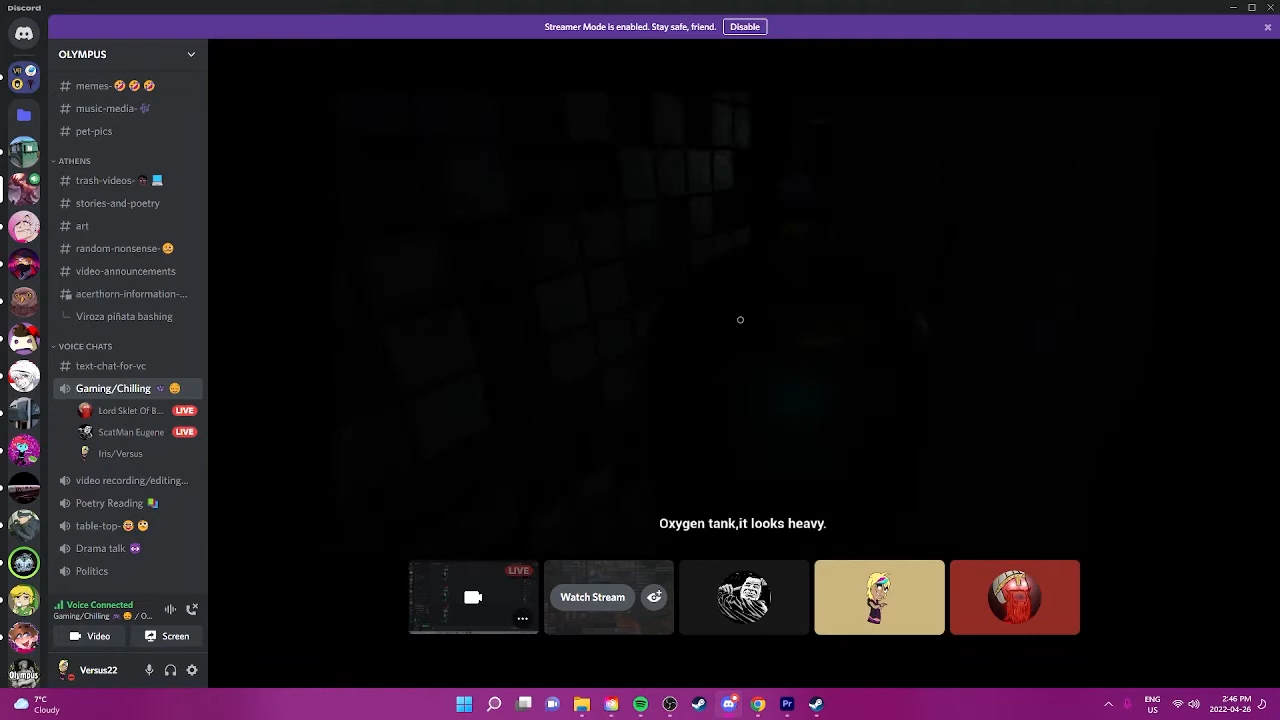 Discord
Streamer Mode is enabled. Stay safe, friend.
Disable
OLYMPUS
memes-🤣🤣🤣
music-media-🎶
pet-pics
ATHENS
trash-videos-
stories-and-poetry
art
random-nonsense-
video-announcements
acerthorn-information-...
Viroza piñata bashing
VOICE CHATS
text-chat-for-vc
Gaming/Chilling
Lord Sklet Of B... LIVE
ScatMan Eugene LIVE
Iris/Versus
video recording/editing...
Poetry Reading
table-top-
Drama talk
Politics
Oxygen tank,it looks heavy.
LIVE
Watch Stream
Voice Connected
Gaming/Chilling / O...
Video
Screen
Versus22
OLYMPUS
7°C
Cloudy
Pr
ENG
US
2:46 PM
2022-04-26